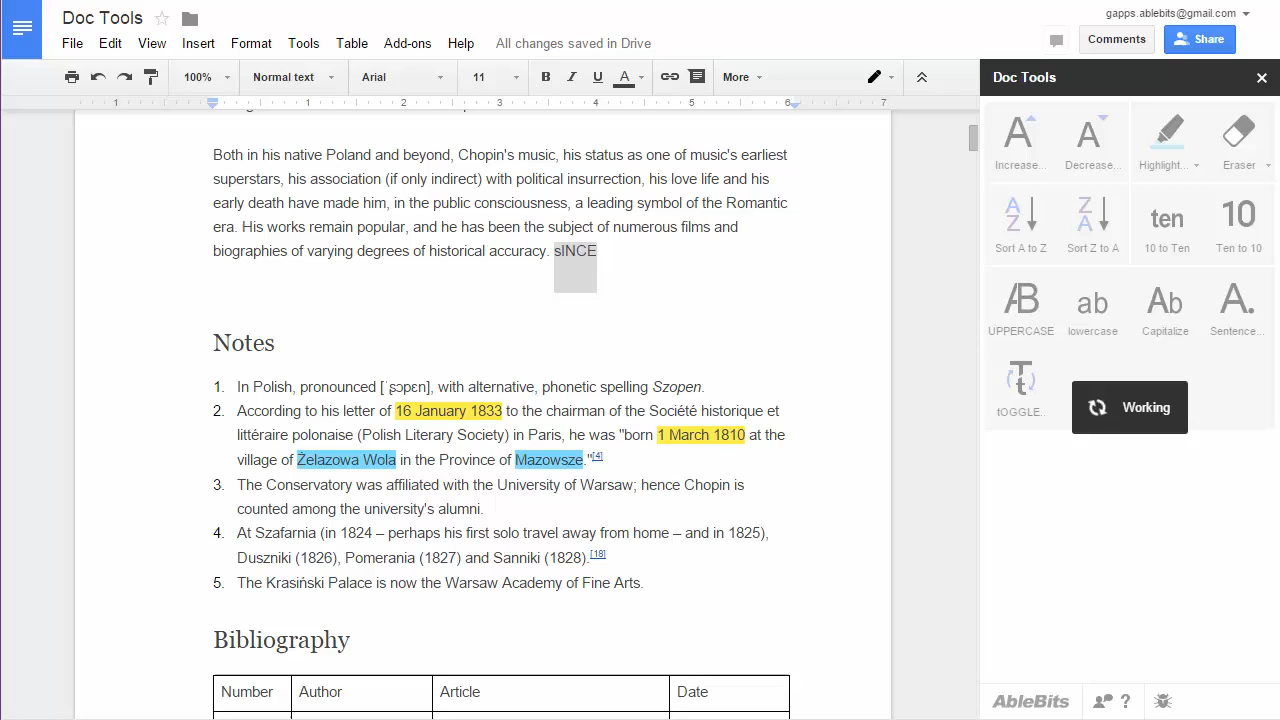 Doc Tools
gapps.ablebits@gmail.com
File Edit View Insert Format Tools Table Add-ons Help All changes saved in Drive
Comments
Share
100% Normal text Arial 11 B I U A More
Doc Tools
1 1 2 3 4 5 6 7
Both in his native Poland and beyond, Chopin's music, his status as one of music's earliest
superstars, his association (if only indirect) with political insurrection, his love life and his
early death have made him, in the public consciousness, a leading symbol of the Romantic
era. His works remain popular, and he has been the subject of numerous films and
biographies of varying degrees of historical accuracy. sINCE
Notes
1. In Polish, pronounced [ˈʂɔpɛn], with alternative, phonetic spelling Szopen.
2. According to his letter of 16 January 1833 to the chairman of the Société historique et
littéraire polonaise (Polish Literary Society) in Paris, he was "born 1 March 1810 at the
village of Żelazowa Wola in the Province of Mazowsze."[4]
3. The Conservatory was affiliated with the University of Warsaw; hence Chopin is
counted among the university's alumni.
4. At Szafarnia (in 1824 – perhaps his first solo travel away from home – and in 1825),
Duszniki (1826), Pomerania (1827) and Sanniki (1828).[18]
5. The Krasiński Palace is now the Warsaw Academy of Fine Arts.
Bibliography
Number Author Article Date
A A
Increase... Decrease... Highlight... Eraser
A Z Z A ten 10
Sort A to Z Sort Z to A 10 to Ten Ten to 10
AB ab Ab A.
UPPERCASE lowercase Capitalize Sentence...
Tt
tOGGLE..
Working
AbleBits
?